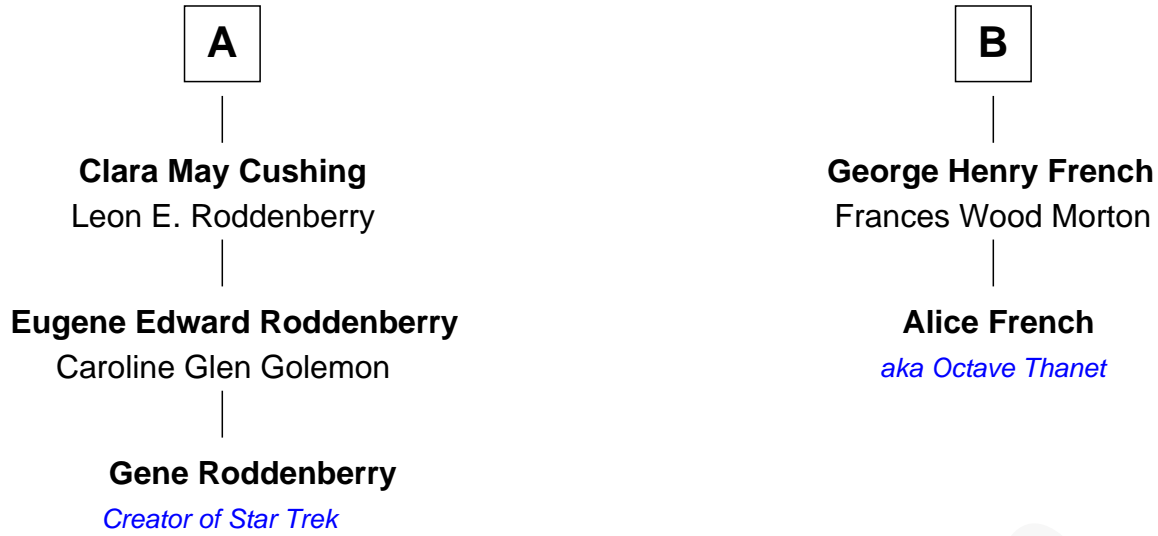 A
B
Clara May Cushing
Leon E. Roddenberry
George Henry French
Frances Wood Morton
Eugene Edward Roddenberry
Caroline Glen Golemon
Alice French
aka Octave Thanet
Gene Roddenberry
Creator of Star Trek